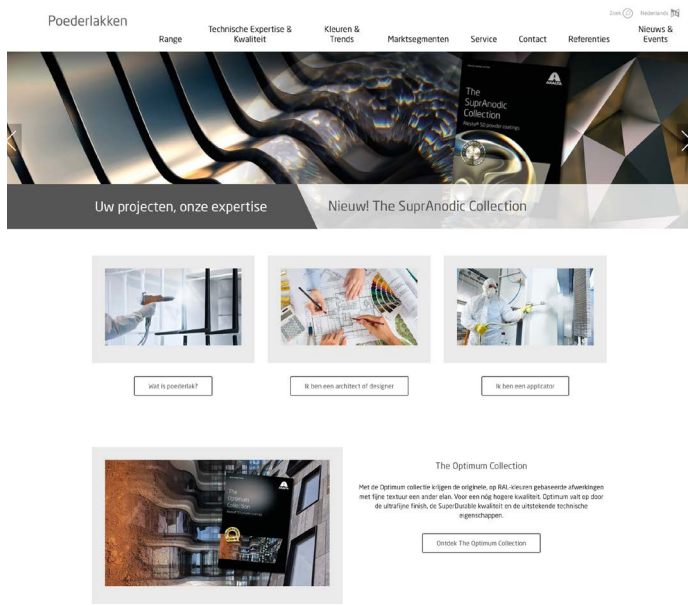 Zoek
Nederlands
Poederlakken
Range
Technische Expertise &
Kwaliteit
Kleuren &
Trends
Marktsegmenten
Service
Contact
Referenties
Nieuws &
Events
The
SuprAnodic
Collection
AXALTA
Uw projecten, onze expertise
Nieuw! The SuprAnodic Collection
Wat is poederlak?
Ik ben een architect of designer
Ik ben een applicator
The
Optimum
Collection
The Optimum Collection
Met de Optimum collectie krijgen de originele, op RAL-kleuren gebaseerde afwerkingen
met fijne textuur een ander elan. Voor een nóg hogere kwaliteit. Optimum valt op door
de ultrafijne finish, de SuperDurable kwaliteit en de uitstekende technische
eigenschappen.
Ontdek The Optimum Collection